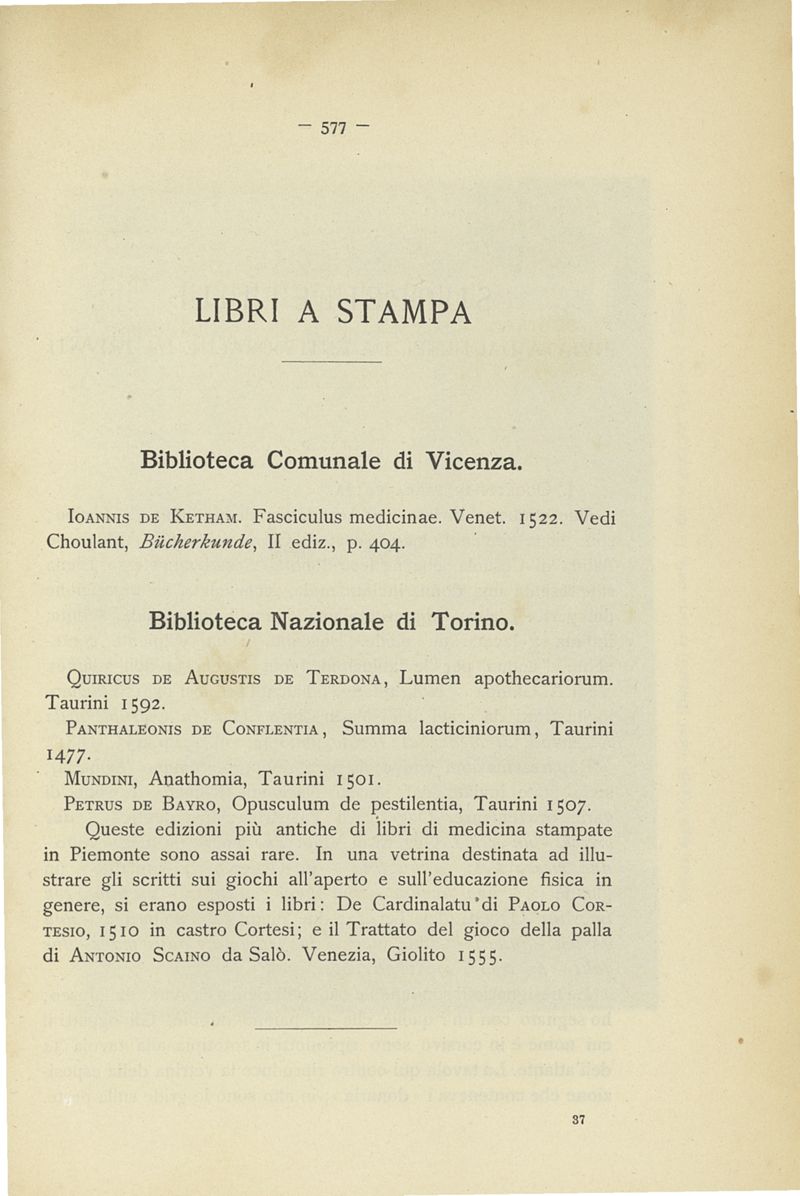 — 577 —
LIBRI A STAMPA
Biblioteca Comunale di Vicenza.
IOANNIS DE KETHAM. Fasciculus medicinae. Venet. 1522. Vedi
Choulant, Bücherkunde, II ediz., p. 404.
Biblioteca Nazionale di Torino.
QUIRICUS DE AUGUSTIS DE TERDONA, Lumen apothecariorum.
Taurini 1592.
PANTHALEONIS DE CONFLENTIA, Summa lacticiniorum, Taurini
1477.
MUNDINI, Anathomia, Taurini 1501.
PETRUS DE BAYRO, Opusculum de pestilentia, Taurini 1507.
Queste edizioni più antiche di libri di medicina stampate
in Piemonte sono assai rare. In una vetrina destinata ad illu-
strare gli scritti sui giochi all'aperto e sull'educazione fisica in
genere, si erano esposti i libri: De Cardinalatu di PAOLO COR-
TESIO, 1510 in castro Cortesi; e il Trattato del gioco della palla
di ANTONIO SCAINO da Salò. Venezia, Giolito 1555.
37